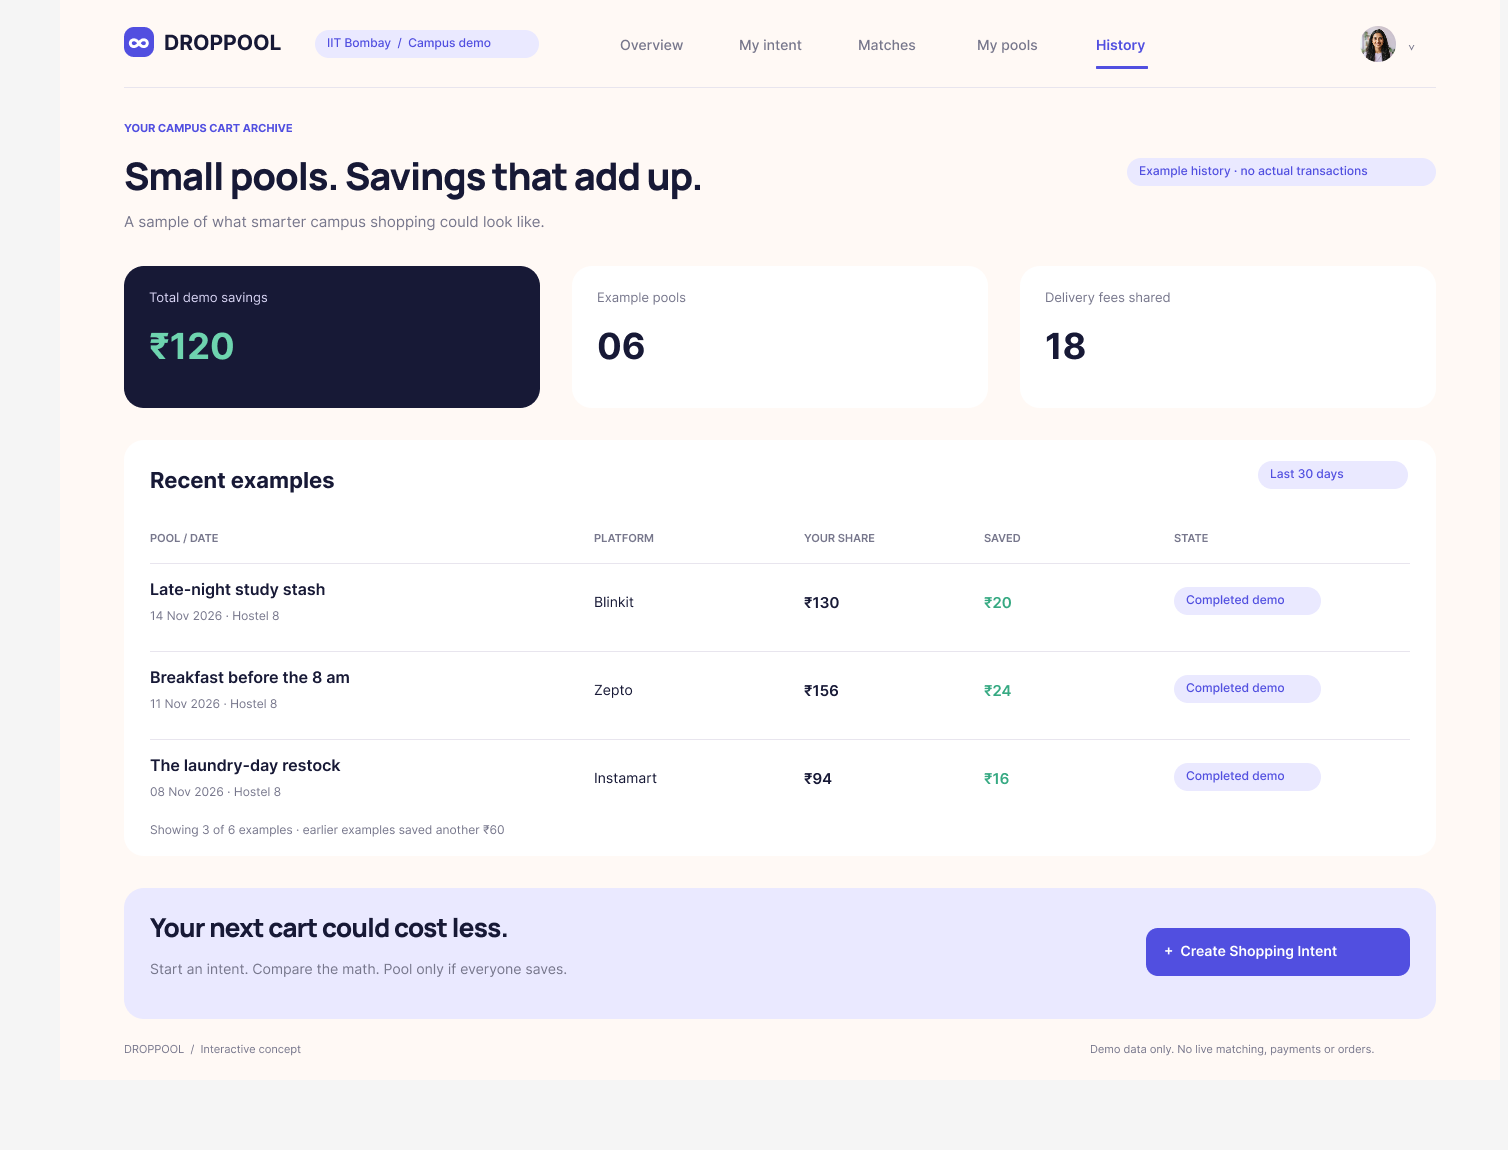 DROPPOOL
IIT Bombay / Campus demo
Overview
My intent
Matches
My pools
History
YOUR CAMPUS CART ARCHIVE
Small pools. Savings that add up.
Example history · no actual transactions
A sample of what smarter campus shopping could look like.
Total demo savings
₹120
Example pools
06
Delivery fees shared
18
Recent examples
Last 30 days
POOL / DATE
PLATFORM
YOUR SHARE
SAVED
STATE
Late-night study stash
14 Nov 2026 · Hostel 8
Blinkit
₹130
₹20
Completed demo
Breakfast before the 8 am
11 Nov 2026 · Hostel 8
Zepto
₹156
₹24
Completed demo
The laundry-day restock
08 Nov 2026 · Hostel 8
Instamart
₹94
₹16
Completed demo
Showing 3 of 6 examples · earlier examples saved another ₹60
Your next cart could cost less.
Start an intent. Compare the math. Pool only if everyone saves.
+ Create Shopping Intent
DROPPOOL / Interactive concept
Demo data only. No live matching, payments or orders.